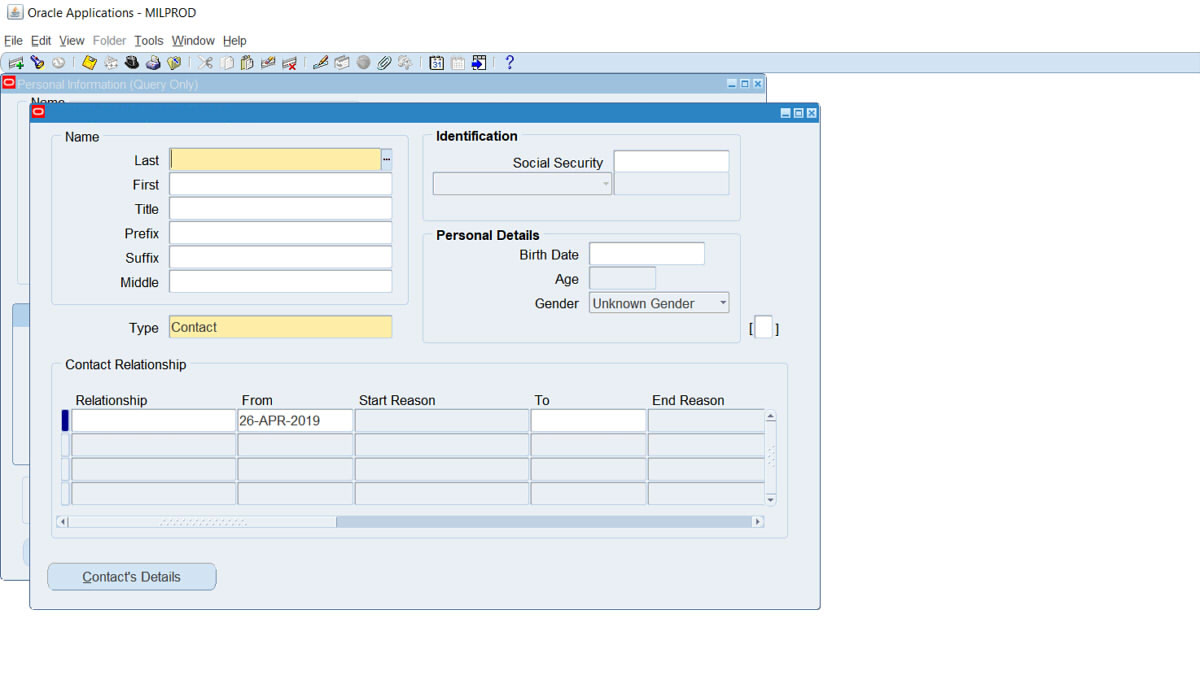 Oracle Applications - MILPROD
File Edit View Folder Tools Window Help
31
?
Personal Information (Query Only)
Name
Name
Last
First
Title
Prefix
Suffix
Middle
Type Contact
Identification
Social Security
Personal Details
Birth Date
Age
Gender Unknown Gender
[ ]
Contact Relationship
Relationship From Start Reason To End Reason
26-APR-2019
Contact's Details